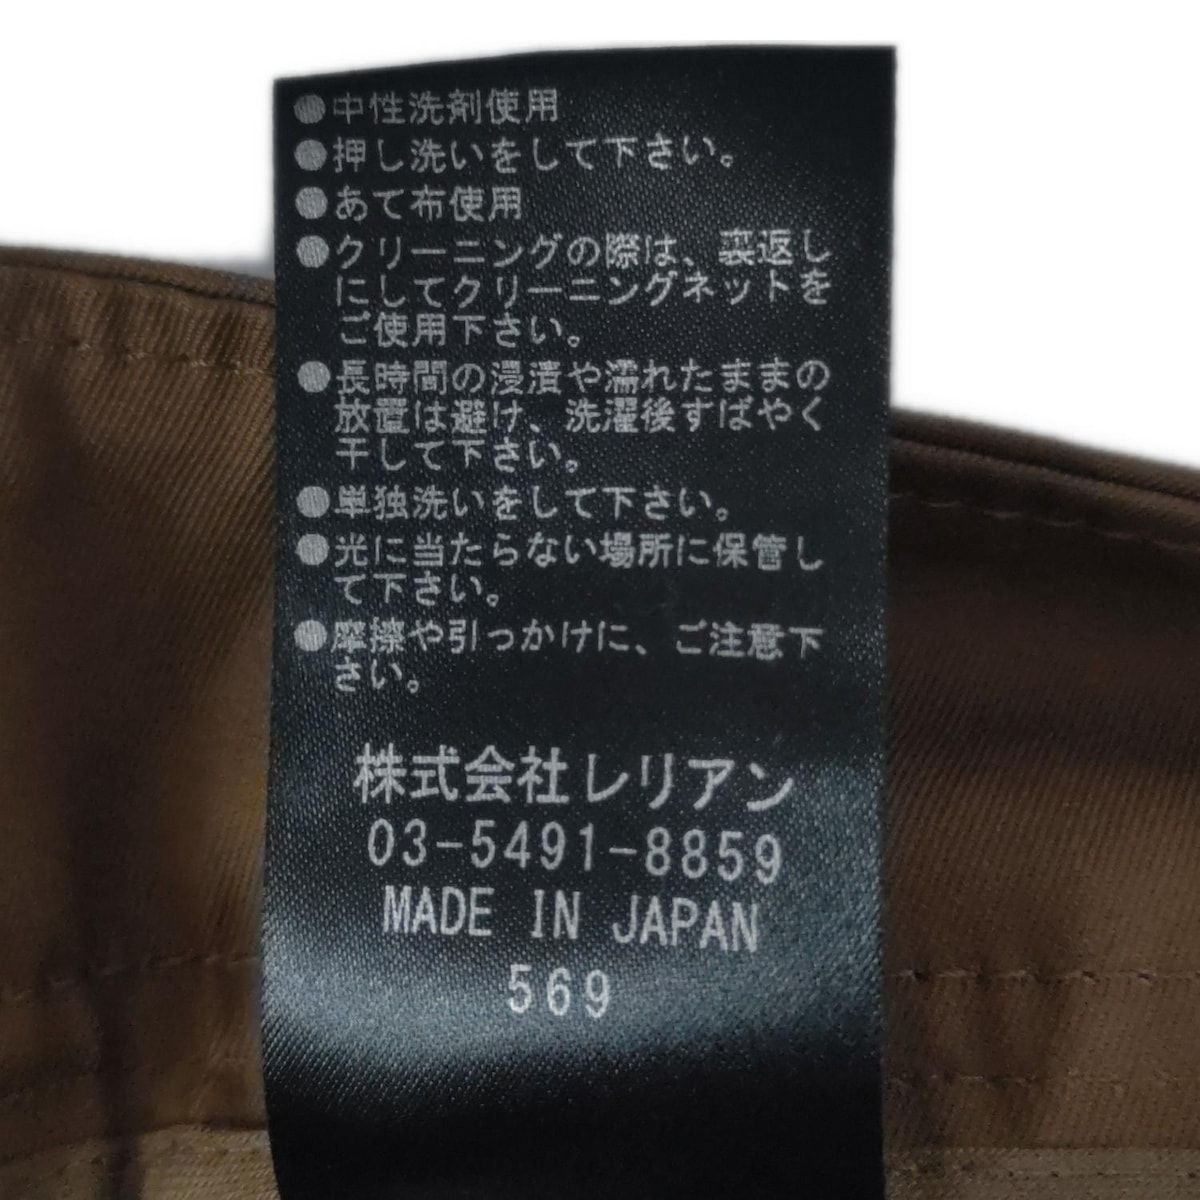 ●中性洗剤使用
●押し洗いをして下さい。
●あて布使用
●クリーニングの際は、裏返し
にしてクリーニングネットを
ご使用下さい。
●長時間の浸漬や濡れたままの
放置は避け、洗濯後すばやく
干して下さい。
●単独洗いをして下さい。
●光に当たらない場所に保管し
て下さい。
●摩擦や引っかけに、ご注意下
さい。
株式会社レリアン
03-5491-8859
MADE IN JAPAN
569